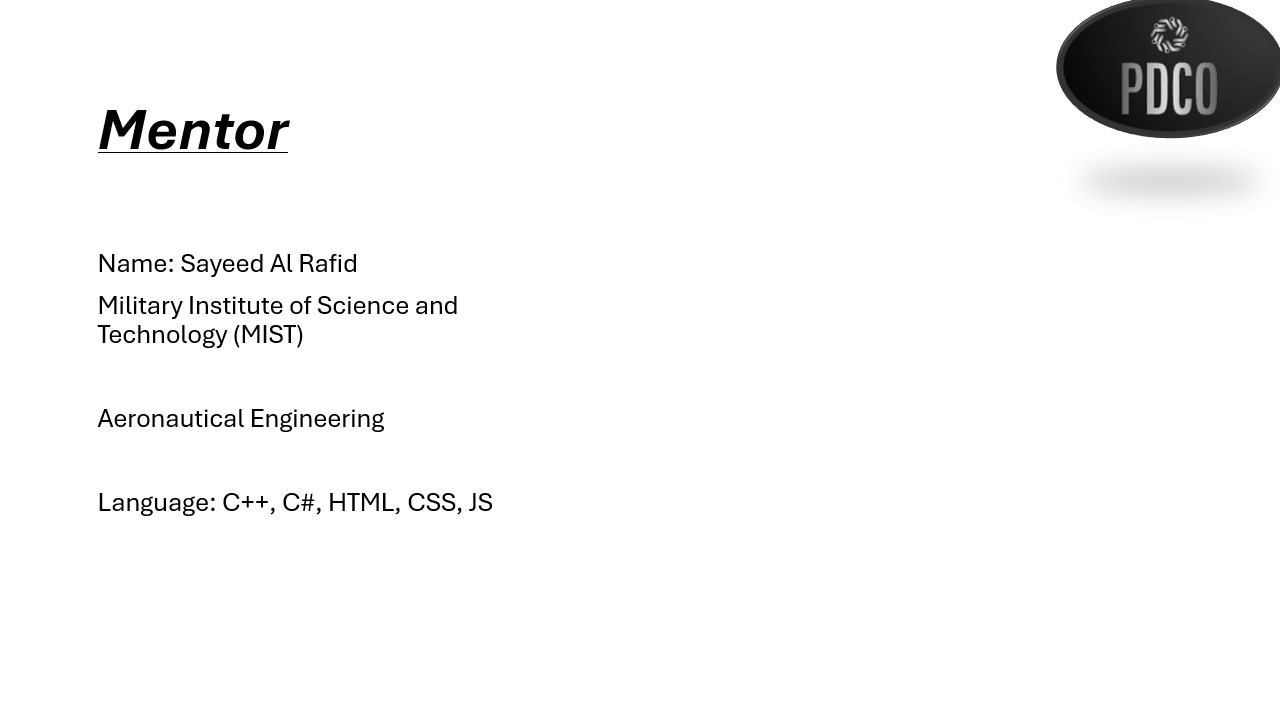 PDCO
Mentor
Name: Sayeed Al Rafid
Military Institute of Science and
Technology (MIST)
Aeronautical Engineering
Language: C++, C#, HTML, CSS, JS